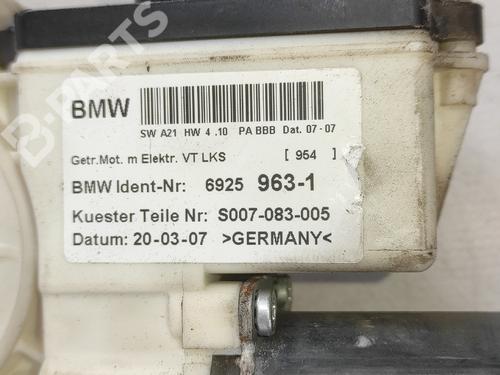 B-PARTS
BMW
SW A21 HW 4 .10 PA BBB Dat. 07-07
Getr.Mot. m Elektr. VT LKS [ 954 ]
BMW Ident-Nr: 6925 963-1
Kuester Teile Nr: S007-083-005
Datum: 20-03-07 >GERMANY<